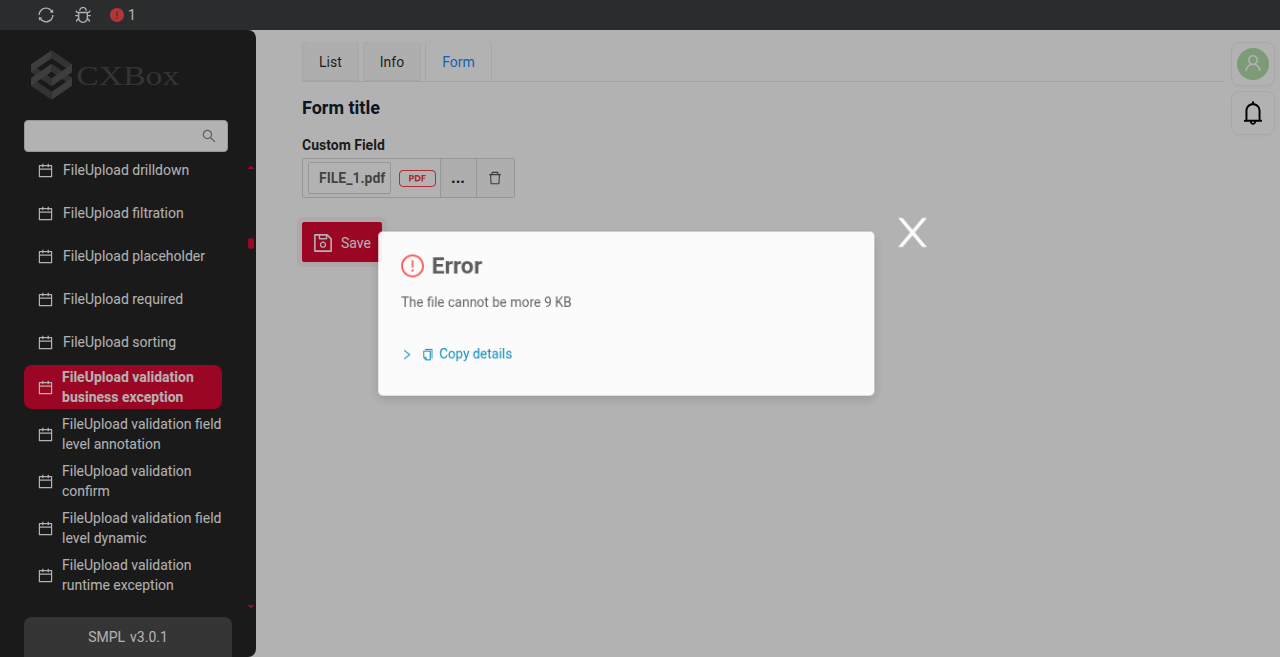 1
CXBox
FileUpload drilldown
FileUpload filtration
FileUpload placeholder
FileUpload required
FileUpload sorting
FileUpload validation
business exception
FileUpload validation field
level annotation
FileUpload validation
confirm
FileUpload validation field
level dynamic
FileUpload validation
runtime exception
SMPL v3.0.1
List
Info
Form
Form title
Custom Field
FILE_1.pdf
PDF
...
Save
Error
The file cannot be more 9 KB
Copy details